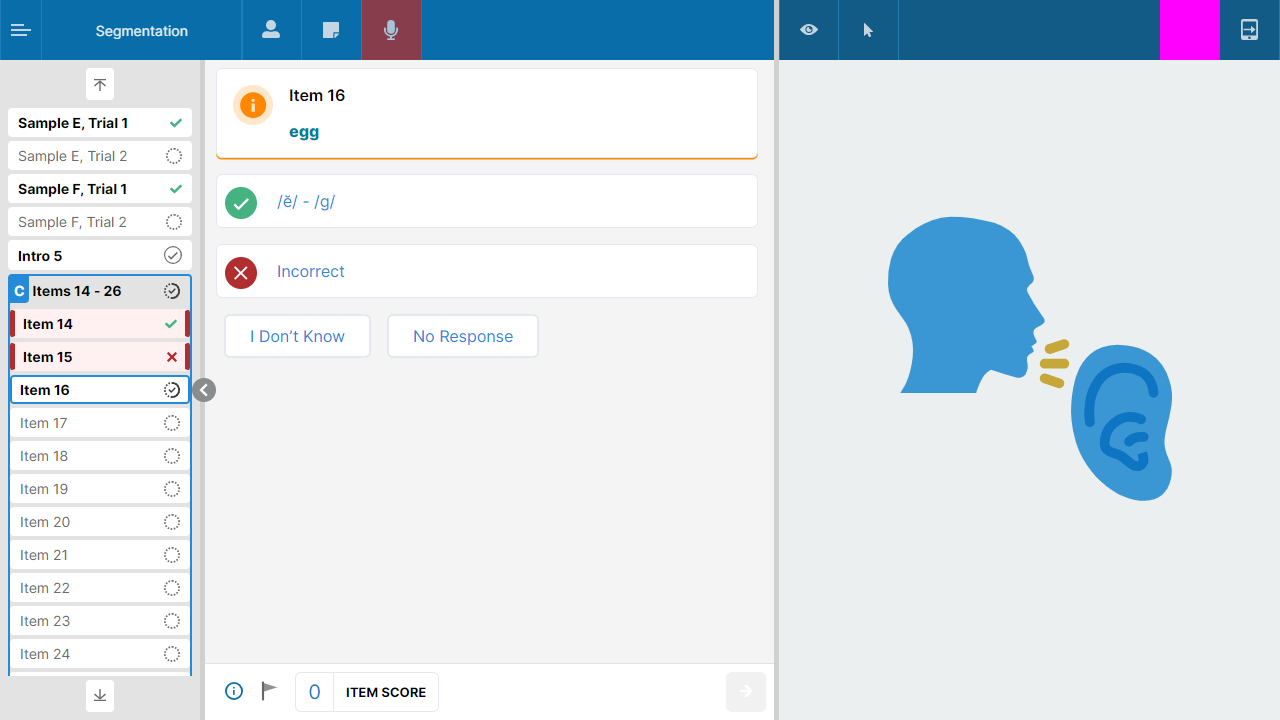 Segmentation
Sample E, Trial 1
Sample E, Trial 2
Sample F, Trial 1
Sample F, Trial 2
Intro 5
C Items 14 - 26
Item 14
Item 15
Item 16
Item 17
Item 18
Item 19
Item 20
Item 21
Item 22
Item 23
Item 24
Item 16
egg
/ĕ/ - /g/
Incorrect
I Don’t Know
No Response
0 ITEM SCORE